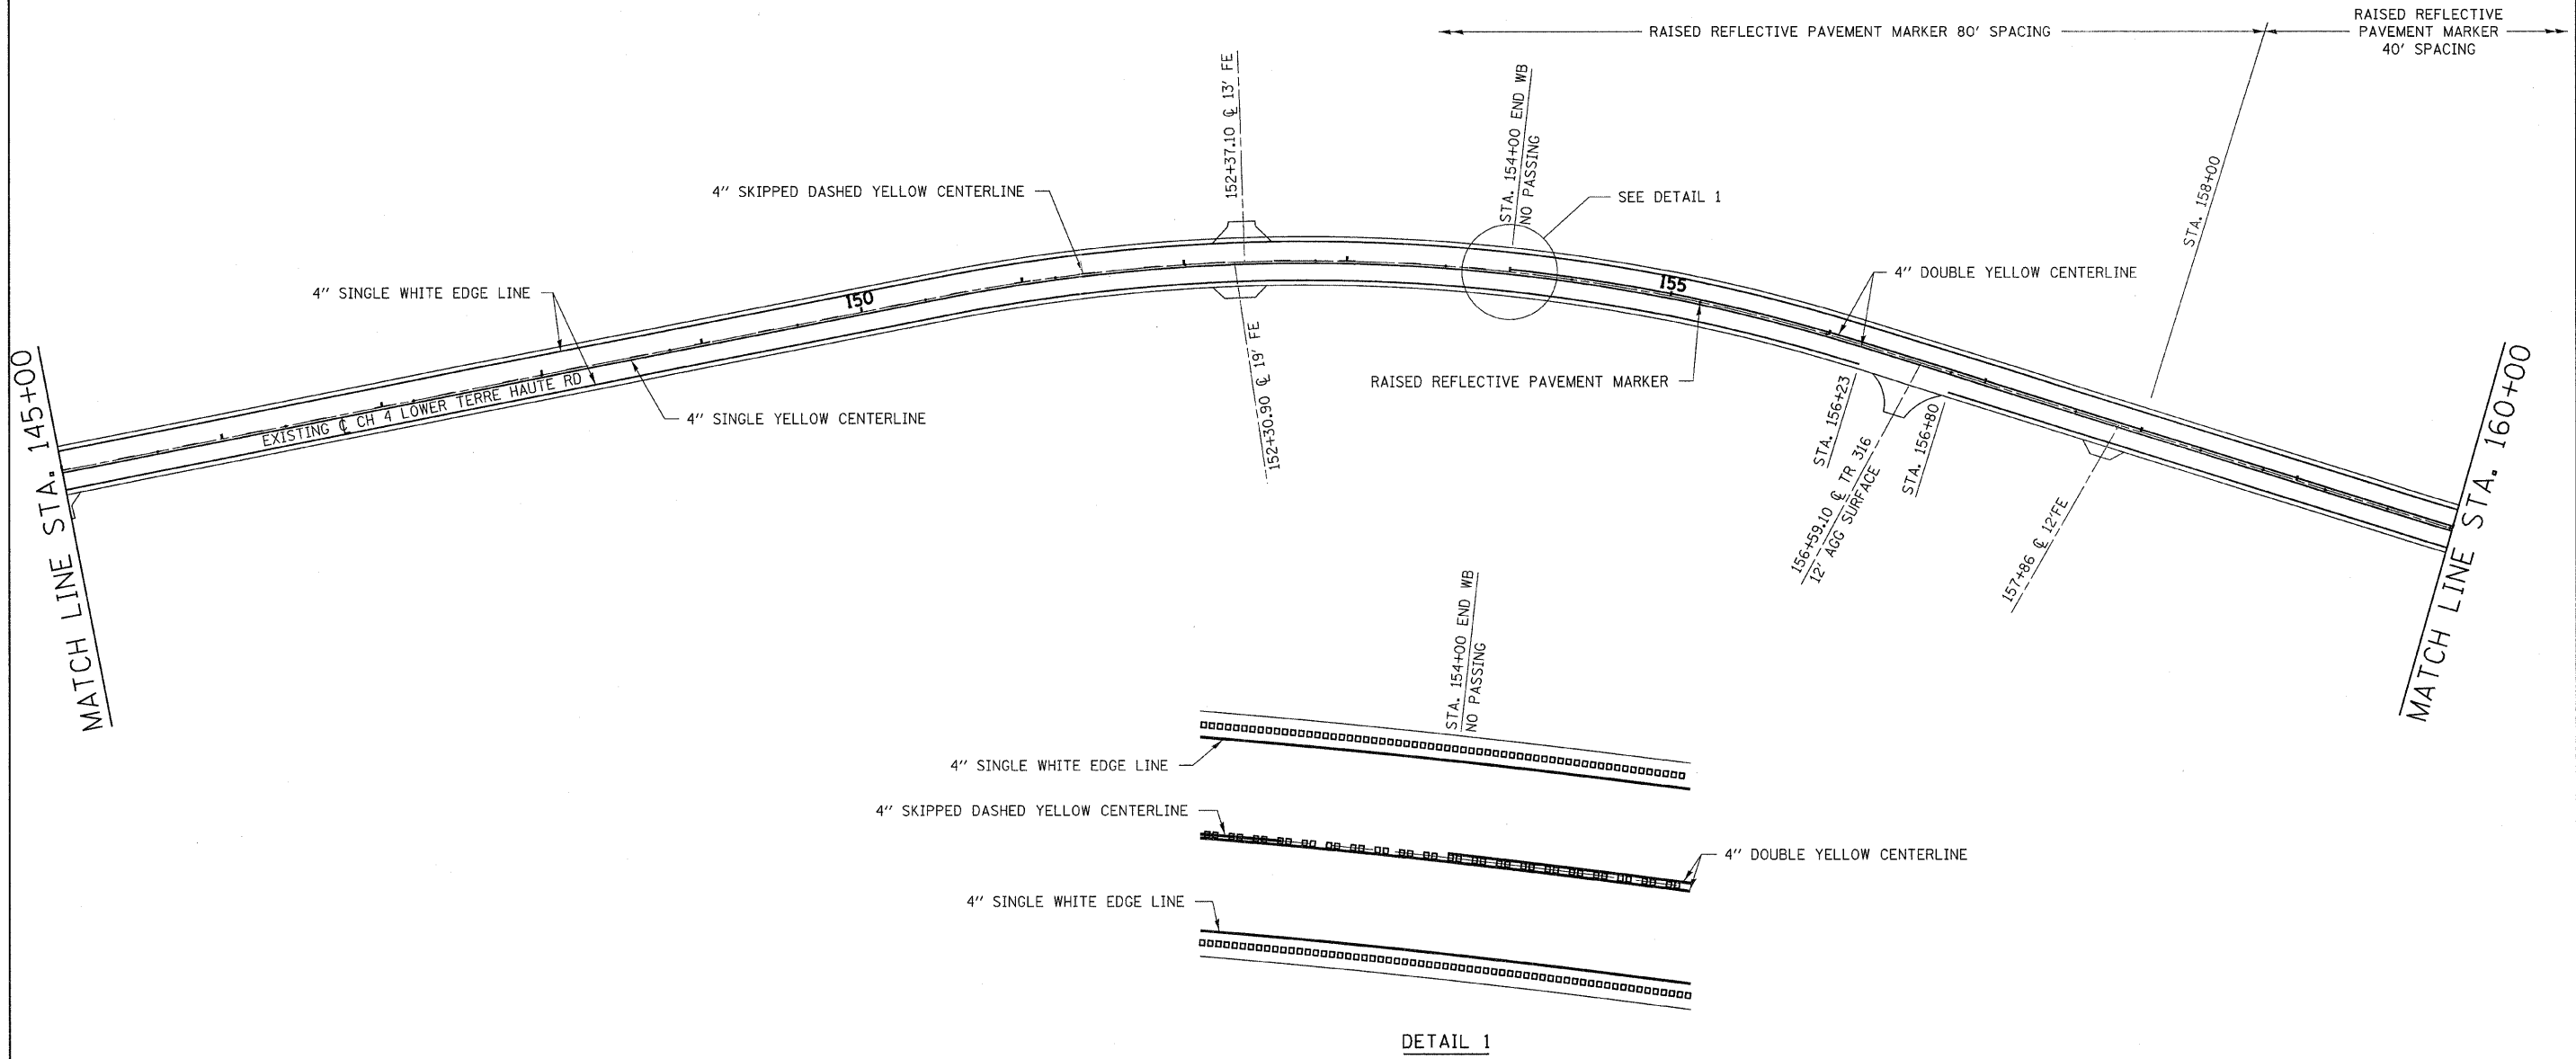 RAISED REFLECTIVE PAVEMENT MARKER 80' SPACING
RAISED REFLECTIVE
PAVEMENT MARKER
40' SPACING
152+37.10 ℄ 13' FE
STA. 154+00 END WB
NO PASSING
SEE DETAIL 1
STA. 158+00
4" SKIPPED DASHED YELLOW CENTERLINE
4" SINGLE WHITE EDGE LINE
150
155
4" DOUBLE YELLOW CENTERLINE
EXISTING ℄ CH 4 LOWER TERRE HAUTE RD
4" SINGLE YELLOW CENTERLINE
152+30.90 ℄ 19' FE
RAISED REFLECTIVE PAVEMENT MARKER
STA. 156+23
156+59.10 ℄ TR 316
12' AGG SURFACE
STA. 156+80
157+86 ℄ 12'FE
MATCH LINE STA. 145+00
MATCH LINE STA. 160+00
STA. 154+00 END WB
NO PASSING
4" SINGLE WHITE EDGE LINE
4" SKIPPED DASHED YELLOW CENTERLINE
4" DOUBLE YELLOW CENTERLINE
4" SINGLE WHITE EDGE LINE
DETAIL 1